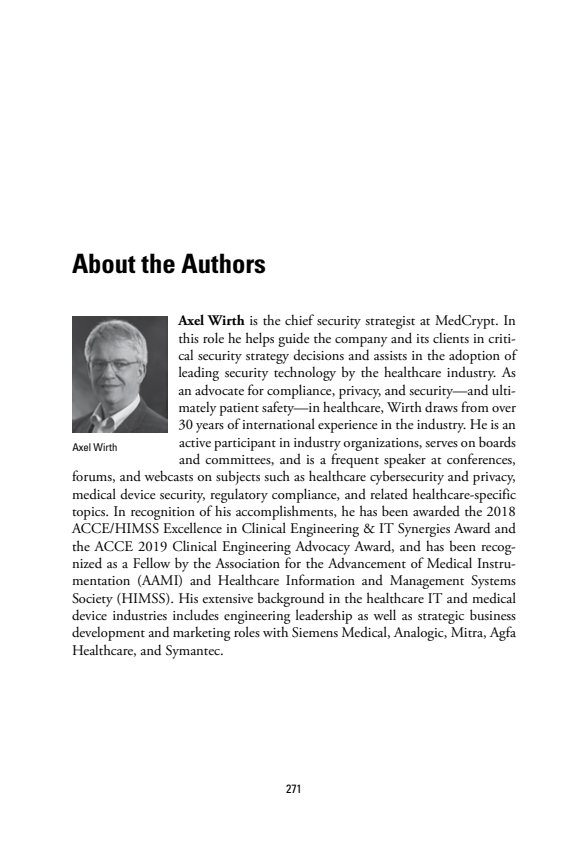 About the Authors
Axel Wirth is the chief security strategist at MedCrypt. In
this role he helps guide the company and its clients in criti-
cal security strategy decisions and assists in the adoption of
leading security technology by the healthcare industry. As
an advocate for compliance, privacy, and security—and ulti-
mately patient safety—in healthcare, Wirth draws from over
30 years of international experience in the industry. He is an
active participant in industry organizations, serves on boards
and committees, and is a frequent speaker at conferences,
Axel Wirth
forums, and webcasts on subjects such as healthcare cybersecurity and privacy,
medical device security, regulatory compliance, and related healthcare-specific
topics. In recognition of his accomplishments, he has been awarded the 2018
ACCE/HIMSS Excellence in Clinical Engineering & IT Synergies Award and
the ACCE 2019 Clinical Engineering Advocacy Award, and has been recog-
nized as a Fellow by the Association for the Advancement of Medical Instru-
mentation (AAMI) and Healthcare Information and Management Systems
Society (HIMSS). His extensive background in the healthcare IT and medical
device industries includes engineering leadership as well as strategic business
development and marketing roles with Siemens Medical, Analogic, Mitra, Agfa
Healthcare, and Symantec.
271